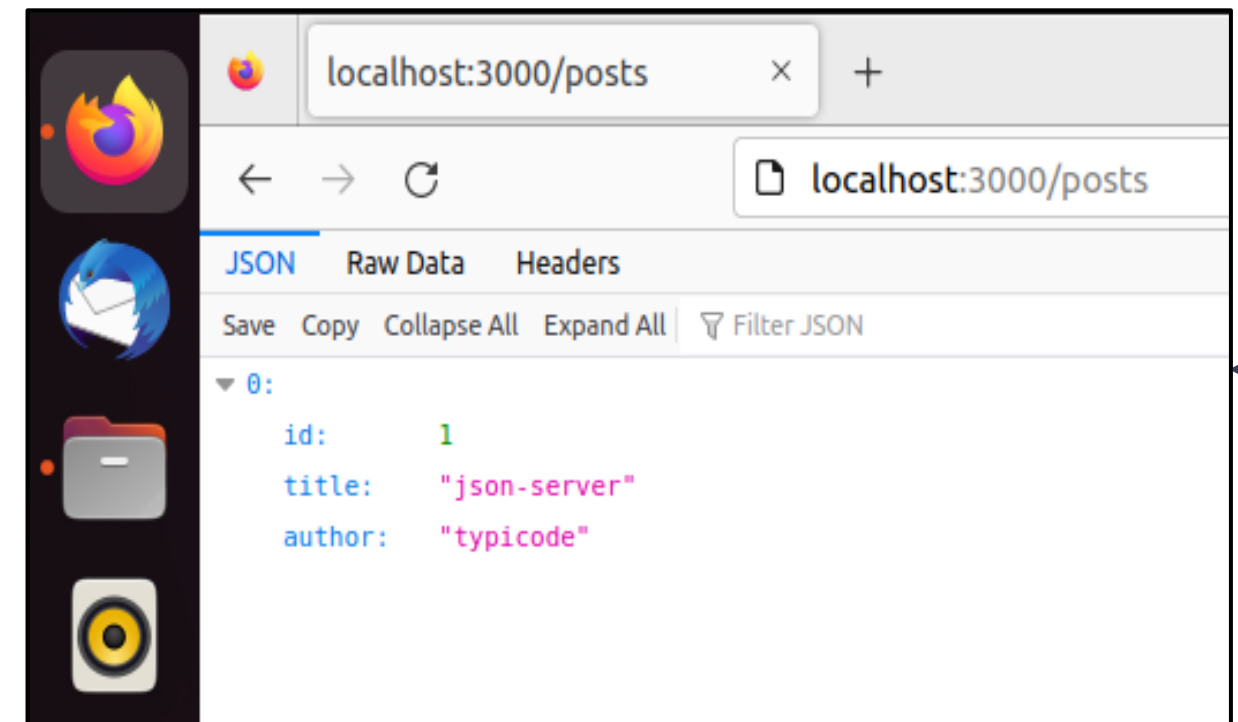 localhost:3000/posts
localhost:3000/posts
JSON Raw Data Headers
Save Copy Collapse All Expand All Filter JSON
0:
id: 1
title: "json-server"
author: "typicode"